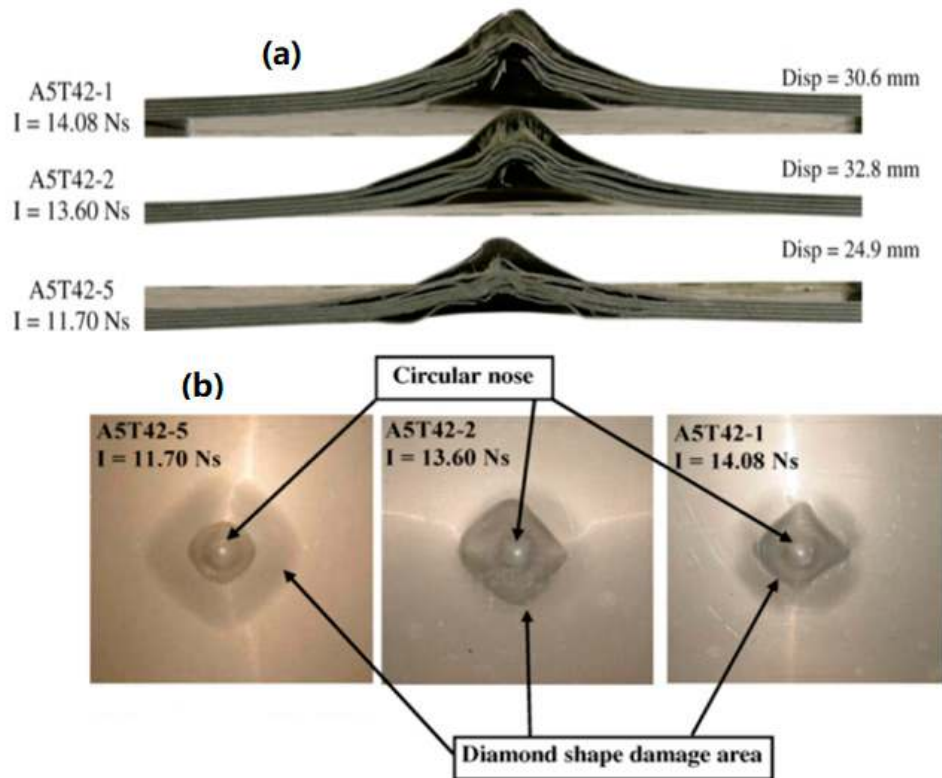 (a)
A5T42-1
I = 14.08 Ns
Disp = 30.6 mm
A5T42-2
I = 13.60 Ns
Disp = 32.8 mm
A5T42-5
I = 11.70 Ns
Disp = 24.9 mm
(b)
Circular nose
A5T42-5
I = 11.70 Ns
A5T42-2
I = 13.60 Ns
A5T42-1
I = 14.08 Ns
Diamond shape damage area